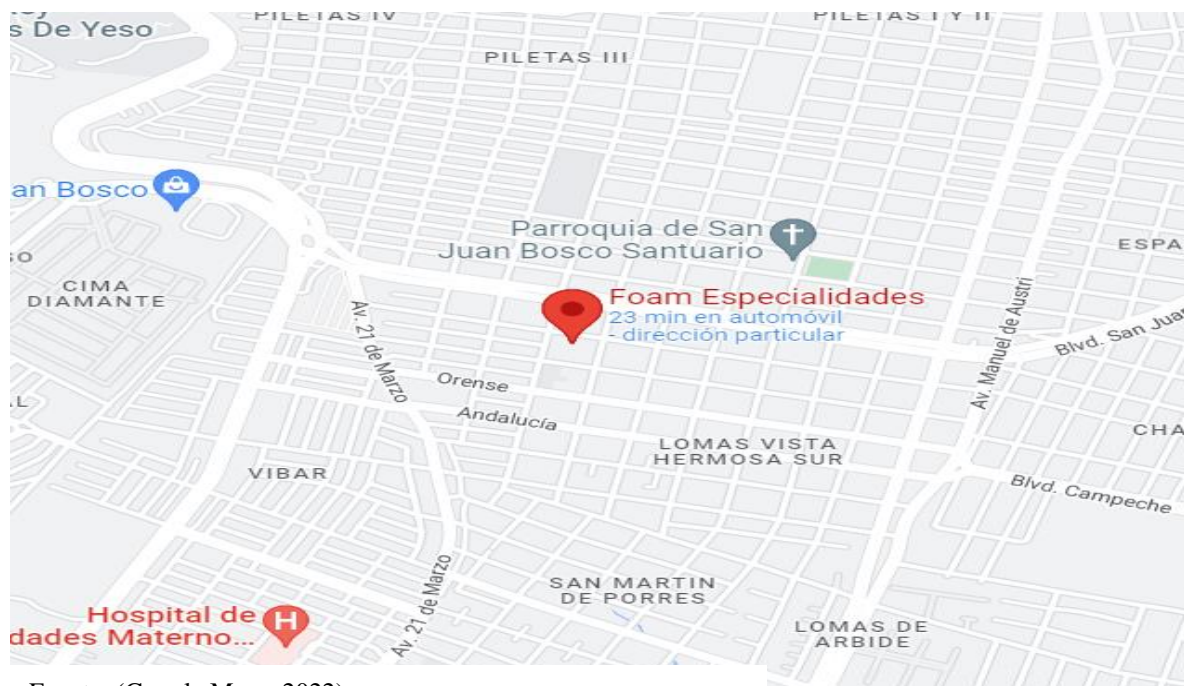 PILETAS IV
PILETAS I Y II
s De Yeso
PILETAS III
an Bosco
Parroquia de San
Juan Bosco Santuario
ESPA
CIMA
DIAMANTE
Foam Especialidades
23 min en automóvil
- dirección particular
Av. 21 de Marzo
Av. Manuel de Austri
Blvd. San Juan
Orense
Andalucía
CHA
LOMAS VISTA
HERMOSA SUR
VIBAR
Blvd. Campeche
SAN MARTIN
DE PORRES
Av. 21 de Marzo
Hospital de
dades Materno...
H
LOMAS DE
ARBIDE